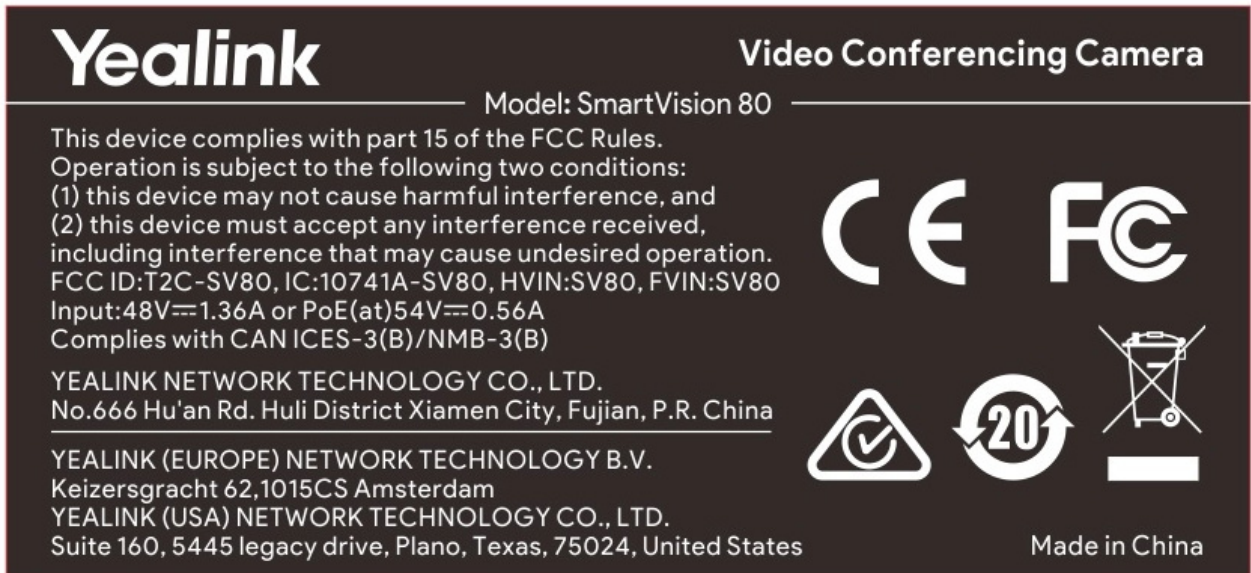 Yealink
Video Conferencing Camera
Model: SmartVision 80
This device complies with part 15 of the FCC Rules.
Operation is subject to the following two conditions:
(1) this device may not cause harmful interference, and
(2) this device must accept any interference received,
including interference that may cause undesired operation.
FCC ID:T2C-SV80, IC:10741A-SV80, HVIN:SV80, FVIN:SV80
Input:48V⎓1.36A or PoE(at)54V⎓0.56A
Complies with CAN ICES-3(B)/NMB-3(B)
YEALINK NETWORK TECHNOLOGY CO., LTD.
No.666 Hu'an Rd. Huli District Xiamen City, Fujian, P.R. China
YEALINK (EUROPE) NETWORK TECHNOLOGY B.V.
Keizersgracht 62,1015CS Amsterdam
YEALINK (USA) NETWORK TECHNOLOGY CO., LTD.
Suite 160, 5445 legacy drive, Plano, Texas, 75024, United States
CE FC
20
Made in China